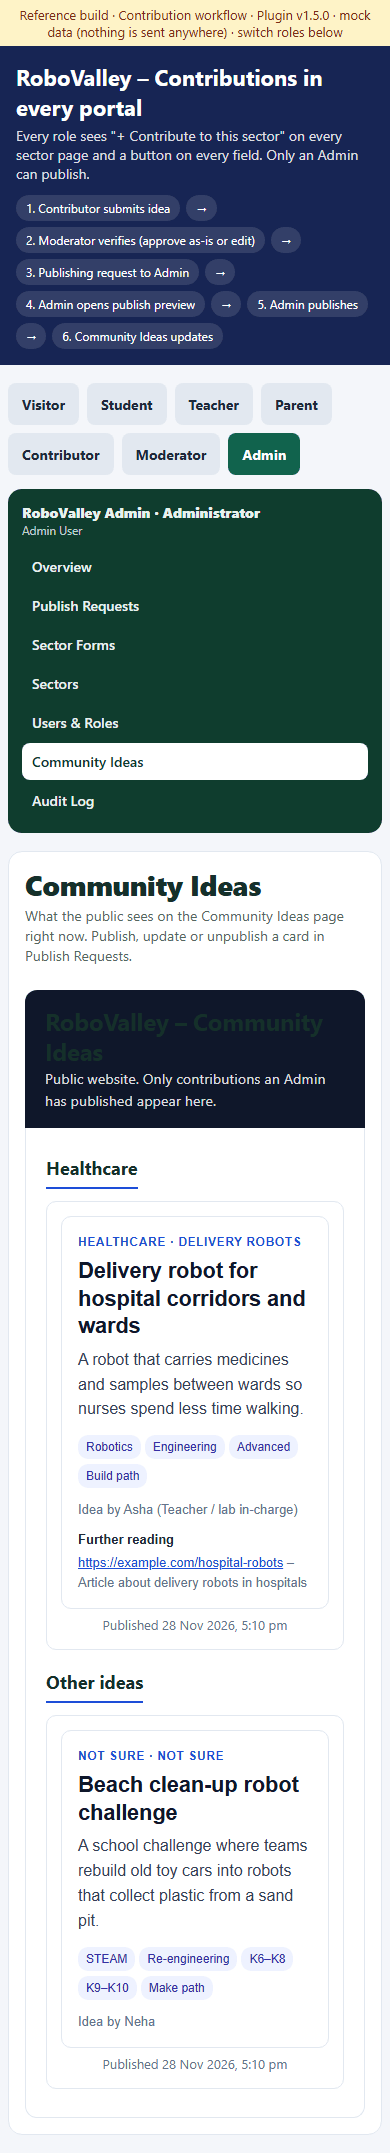 Reference build · Contribution workflow · Plugin v1.5.0 · mock
data (nothing is sent anywhere) · switch roles below
RoboValley – Contributions in
every portal
Every role sees "+ Contribute to this sector" on every
sector page and a button on every field. Only an Admin
can publish.
1. Contributor submits idea →
2. Moderator verifies (approve as-is or edit) →
3. Publishing request to Admin →
4. Admin opens publish preview → 5. Admin publishes
→ 6. Community Ideas updates
Visitor Student Teacher Parent
Contributor Moderator Admin
RoboValley Admin · Administrator
Admin User
Overview
Publish Requests
Sector Forms
Sectors
Users & Roles
Community Ideas
Audit Log
Community Ideas
What the public sees on the Community Ideas page
right now. Publish, update or unpublish a card in
Publish Requests.
RoboValley – Community
Ideas
Public website. Only contributions an Admin
has published appear here.
Healthcare
HEALTHCARE · DELIVERY ROBOTS
Delivery robot for
hospital corridors and
wards
A robot that carries medicines
and samples between wards so
nurses spend less time walking.
Robotics Engineering Advanced
Build path
Idea by Asha (Teacher / lab in-charge)
Further reading
https://example.com/hospital-robots –
Article about delivery robots in hospitals
Published 28 Nov 2026, 5:10 pm
Other ideas
NOT SURE · NOT SURE
Beach clean-up robot
challenge
A school challenge where teams
rebuild old toy cars into robots
that collect plastic from a sand
pit.
STEAM Re-engineering K6–K8
K9–K10 Make path
Idea by Neha
Published 28 Nov 2026, 5:10 pm